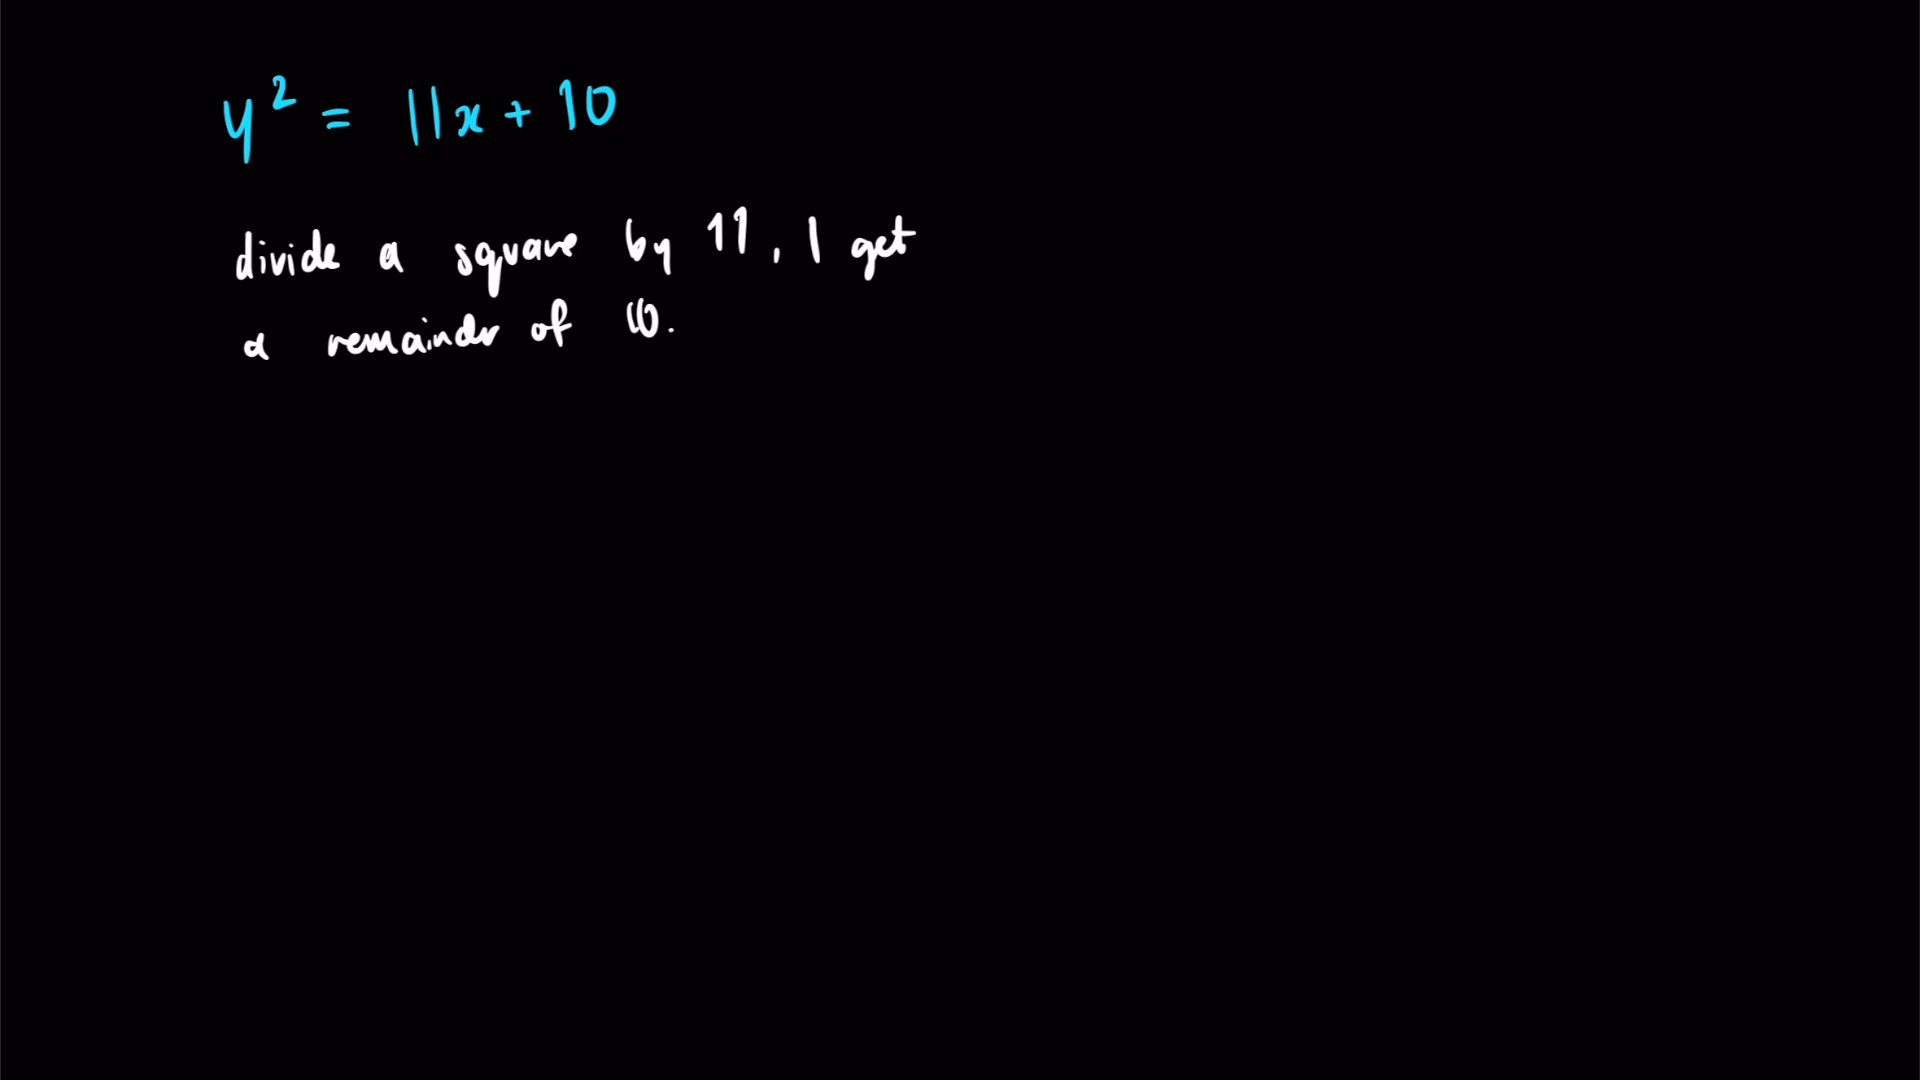 y² = 11x + 10
divide a square by 11, I get
a remainder of 10.